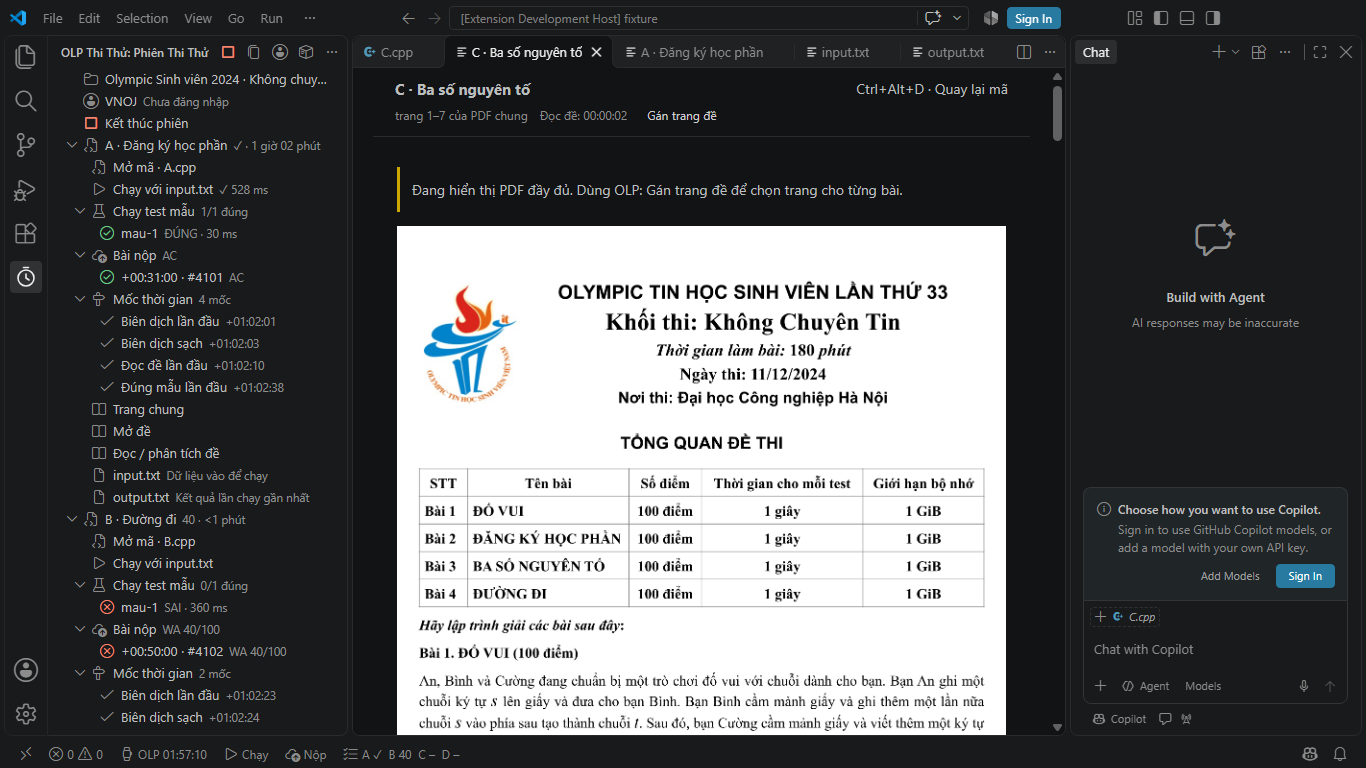 File Edit Selection View Go Run ···
[Extension Development Host] fixture
Sign In
OLP Thi Thử: Phiên Thi Thử
Olympic Sinh viên 2024 · Không chuy...
VNOJ Chưa đăng nhập
Kết thúc phiên
A · Đăng ký học phần ✓ · 1 giờ 02 phút
Mở mã · A.cpp
Chạy với input.txt ✓ 528 ms
Chạy test mẫu 1/1 đúng
mau-1 ĐÚNG · 30 ms
Bài nộp AC
+00:31:00 · #4101 AC
Mốc thời gian 4 mốc
Biên dịch lần đầu +01:02:01
Biên dịch sạch +01:02:03
Đọc đề lần đầu +01:02:10
Đúng mẫu lần đầu +01:02:38
Trang chung
Mở đề
Đọc / phân tích đề
input.txt Dữ liệu vào để chạy
output.txt Kết quả lần chạy gần nhất
B · Đường đi 40 · <1 phút
Mở mã · B.cpp
Chạy với input.txt
Chạy test mẫu 0/1 đúng
mau-1 SAI · 360 ms
Bài nộp WA 40/100
+00:50:00 · #4102 WA 40/100
Mốc thời gian 2 mốc
Biên dịch lần đầu +01:02:23
Biên dịch sạch +01:02:24
C.cpp
C · Ba số nguyên tố
A · Đăng ký học phần
input.txt
output.txt
C · Ba số nguyên tố
Ctrl+Alt+D · Quay lại mã
trang 1–7 của PDF chung Đọc đề: 00:00:02 Gán trang đề
Đang hiển thị PDF đầy đủ. Dùng OLP: Gán trang đề để chọn trang cho từng bài.
OLYMPIC TIN HỌC SINH VIÊN VIỆT NAM
OLYMPIC TIN HỌC SINH VIÊN LẦN THỨ 33
Khối thi: Không Chuyên Tin
Thời gian làm bài: 180 phút
Ngày thi: 11/12/2024
Nơi thi: Đại học Công nghiệp Hà Nội
TỔNG QUAN ĐỀ THI
STT Tên bài Số điểm Thời gian cho mỗi test Giới hạn bộ nhớ
Bài 1 ĐỐ VUI 100 điểm 1 giây 1 GiB
Bài 2 ĐĂNG KÝ HỌC PHẦN 100 điểm 1 giây 1 GiB
Bài 3 BA SỐ NGUYÊN TỐ 100 điểm 1 giây 1 GiB
Bài 4 ĐƯỜNG ĐI 100 điểm 1 giây 1 GiB
Hãy lập trình giải các bài sau đây:
Bài 1. ĐỐ VUI (100 điểm)
An, Bình và Cường đang chuẩn bị một trò chơi đố vui với chuỗi dành cho bạn. Bạn An ghi một
chuỗi ký tự s lên giấy và đưa cho bạn Bình. Bạn Bình cầm mảnh giấy và ghi thêm một lần nữa
chuỗi s vào phía sau tạo thành chuỗi t. Sau đó, bạn Cường cầm mảnh giấy và viết thêm một ký tự
Chat
Build with Agent
AI responses may be inaccurate
Choose how you want to use Copilot.
Sign in to use GitHub Copilot models, or
add a model with your own API key.
Add Models Sign In
C.cpp
Chat with Copilot
Agent Models
Copilot
0 0 OLP 01:57:10 Chạy Nộp A ✓ B 40 C – D –